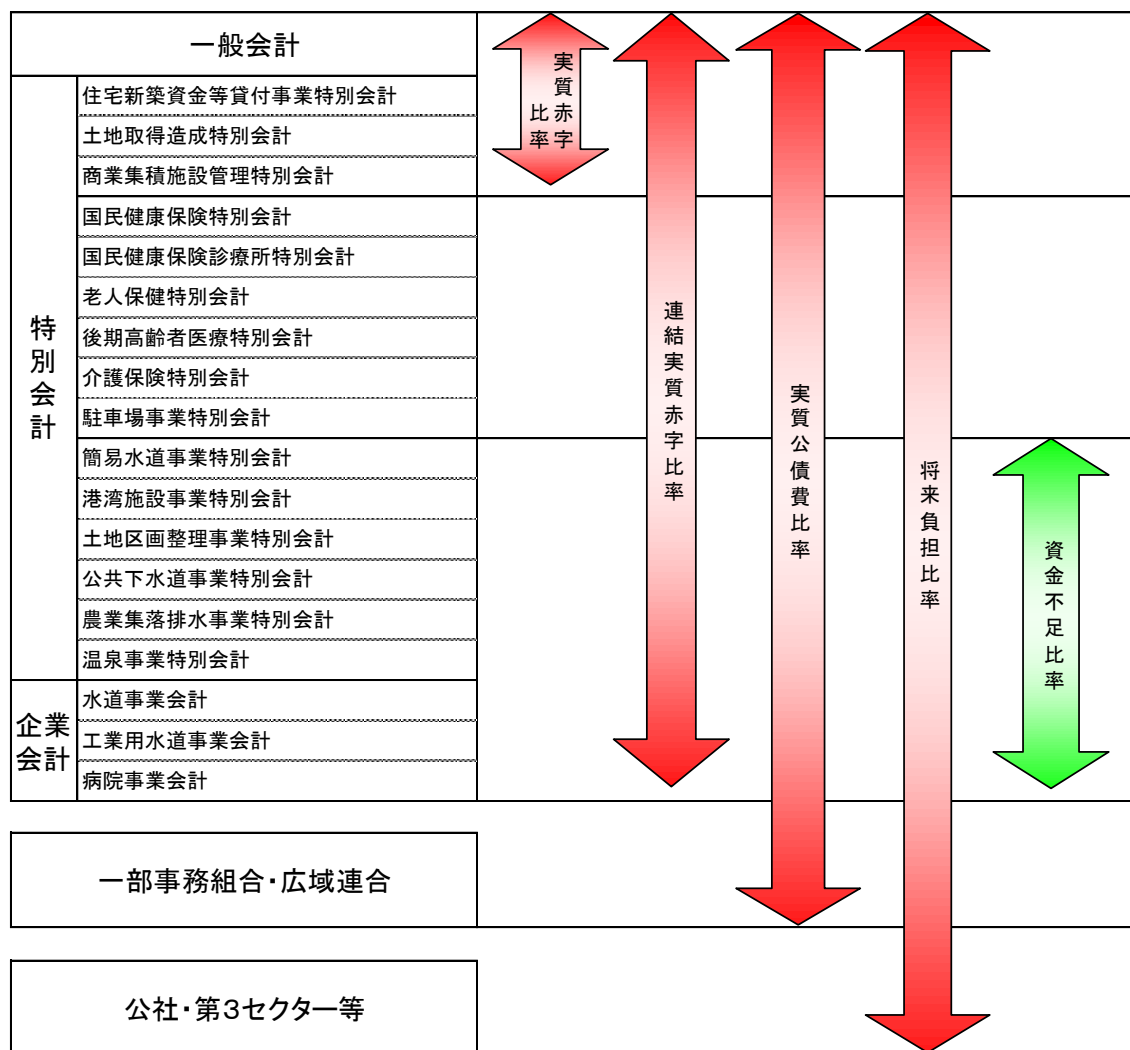 一般会計
特別会計
住宅新築資金等貸付事業特別会計
土地取得造成特別会計
商業集積施設管理特別会計
国民健康保険特別会計
国民健康保険診療所特別会計
老人保健特別会計
後期高齢者医療特別会計
介護保険特別会計
駐車場事業特別会計
簡易水道事業特別会計
港湾施設事業特別会計
土地区画整理事業特別会計
公共下水道事業特別会計
農業集落排水事業特別会計
温泉事業特別会計
企業
会計
水道事業会計
工業用水道事業会計
病院事業会計
一部事務組合・広域連合
公社・第３セクター等
実質赤字
比率
連結実質赤字比率
実質公債費比率
将来負担比率
資金不足比率